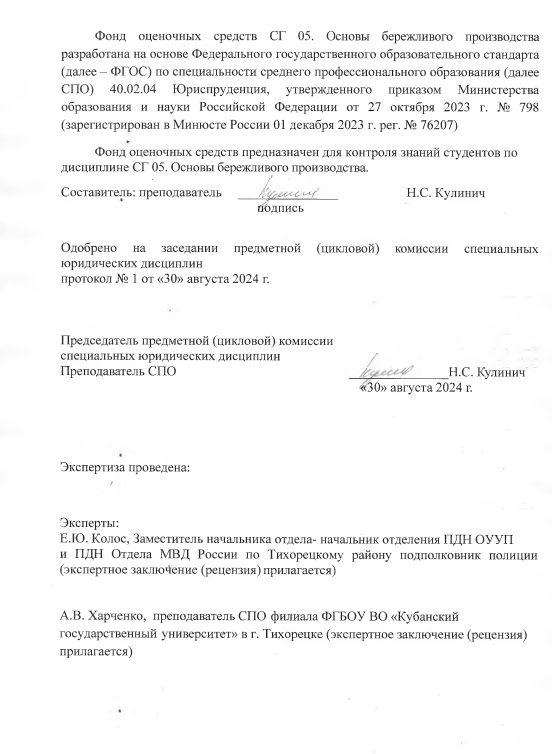 Фонд оценочных средств СГ 05. Основы бережливого производства
разработана на основе Федерального государственного образовательного стандарта
(далее – ФГОС) по специальности среднего профессионального образования (далее
СПО) 40.02.04 Юриспруденция, утвержденного приказом Министерства
образования и науки Российской Федерации от 27 октября 2023 г. № 798
(зарегистрирован в Минюсте России 01 декабря 2023 г. рег. № 76207)
Фонд оценочных средств предназначен для контроля знаний студентов по
дисциплине СГ 05. Основы бережливого производства.
Составитель: преподаватель Н.С. Кулинич
подпись
Одобрено на заседании предметной (цикловой) комиссии специальных
юридических дисциплин
протокол № 1 от «30» августа 2024 г.
Председатель предметной (цикловой) комиссии
специальных юридических дисциплин
Преподаватель СПО Н.С. Кулинич
«30» августа 2024 г.
Экспертиза проведена:
Эксперты:
Е.Ю. Колос, Заместитель начальника отдела- начальник отделения ПДН ОУУП
и ПДН Отдела МВД России по Тихорецкому району подполковник полиции
(экспертное заключение (рецензия) прилагается)
А.В. Харченко, преподаватель СПО филиала ФГБОУ ВО «Кубанский
государственный университет» в г. Тихорецке (экспертное заключение (рецензия)
прилагается)